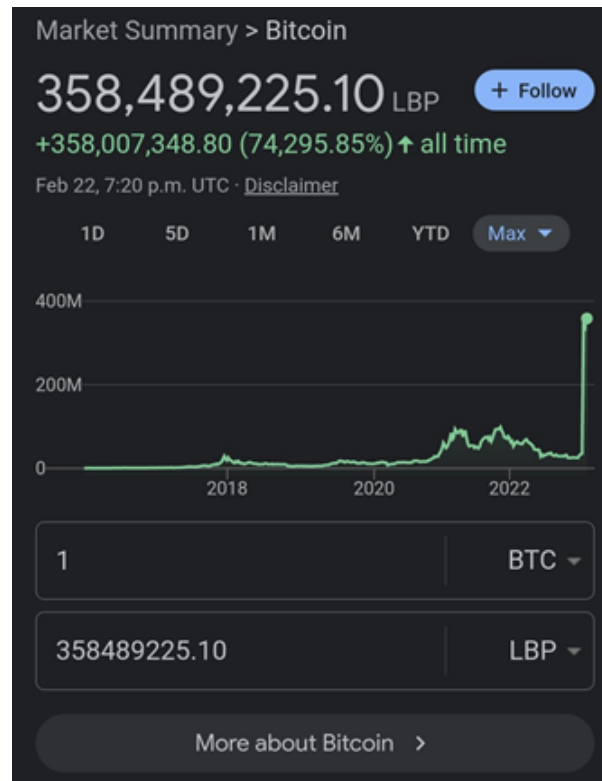 Market Summary > Bitcoin
358,489,225.10 LBP
+ Follow
+358,007,348.80 (74,295.85%) ↑ all time
Feb 22, 7:20 p.m. UTC · Disclaimer
1D 5D 1M 6M YTD Max
400M
200M
0
2018 2020 2022
1 BTC
358489225.10 LBP
More about Bitcoin >